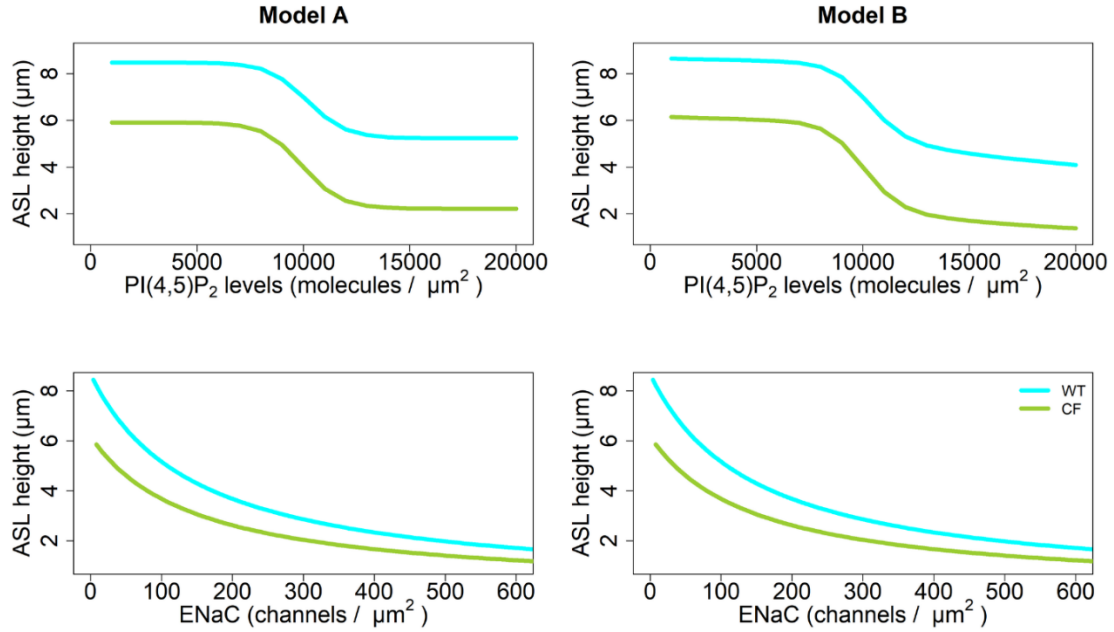 Model A
Model B
ASL height (µm)
8
6
4
2
0 5000 10000 15000 20000
PI(4,5)P₂ levels (molecules / µm² )
ASL height (µm)
8
6
4
2
0 5000 10000 15000 20000
PI(4,5)P₂ levels (molecules / µm² )
ASL height (µm)
8
6
4
2
0 100 200 300 400 500 600
ENaC (channels / µm² )
ASL height (µm)
8
6
4
2
WT
CF
0 100 200 300 400 500 600
ENaC (channels / µm² )